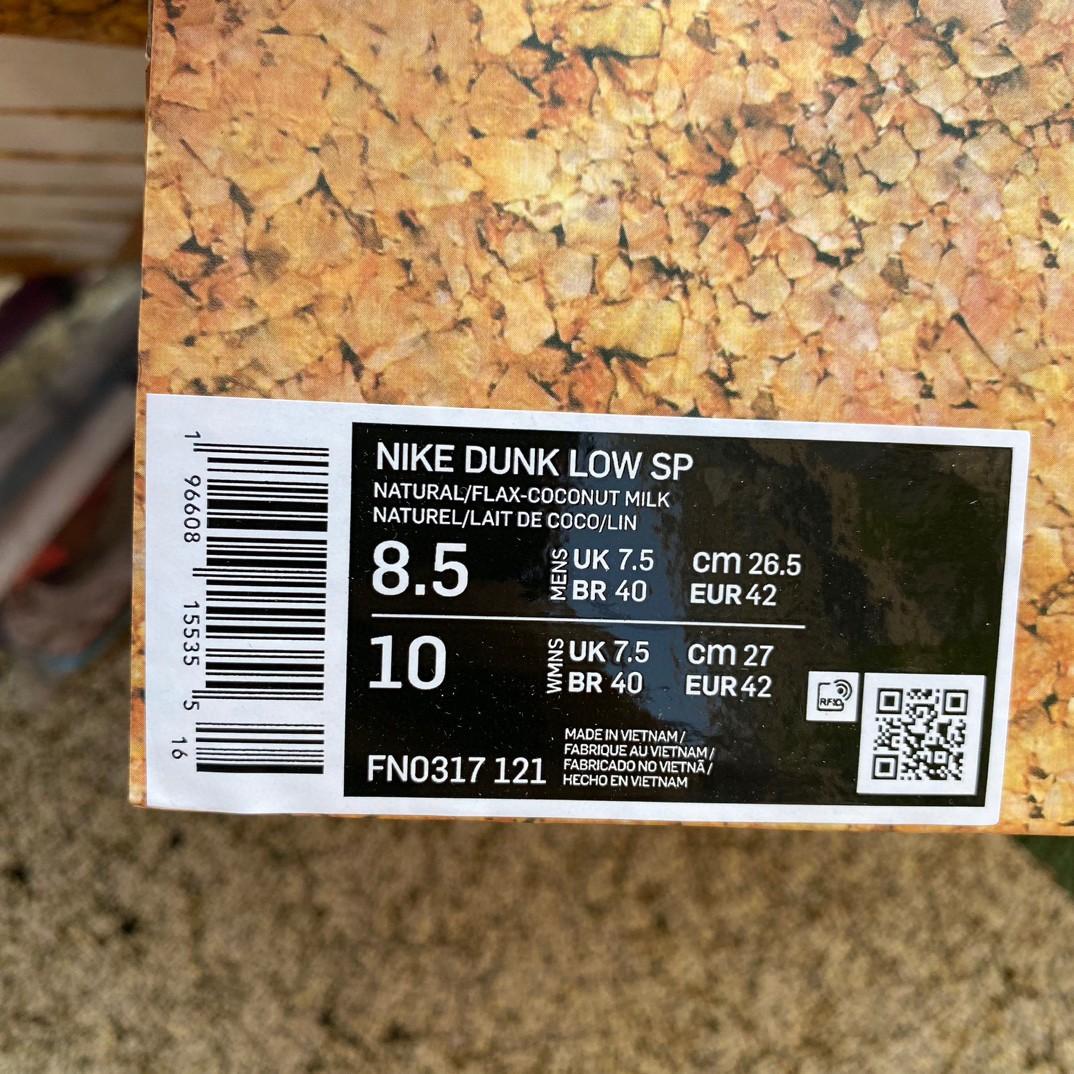 NIKE DUNK LOW SP
NATURAL/FLAX-COCONUT MILK
NATUREL/LAIT DE COCO/LIN
8.5 MENS UK 7.5 cm 26.5
BR 40 EUR 42
10 WMNS UK 7.5 cm 27
BR 40 EUR 42
MADE IN VIETNAM /
FABRIQUE AU VIETNAM /
FABRICADO NO VIETNÃ /
HECHO EN VIETNAM
FN0317 121
RFID
1 96608 15535 5 16